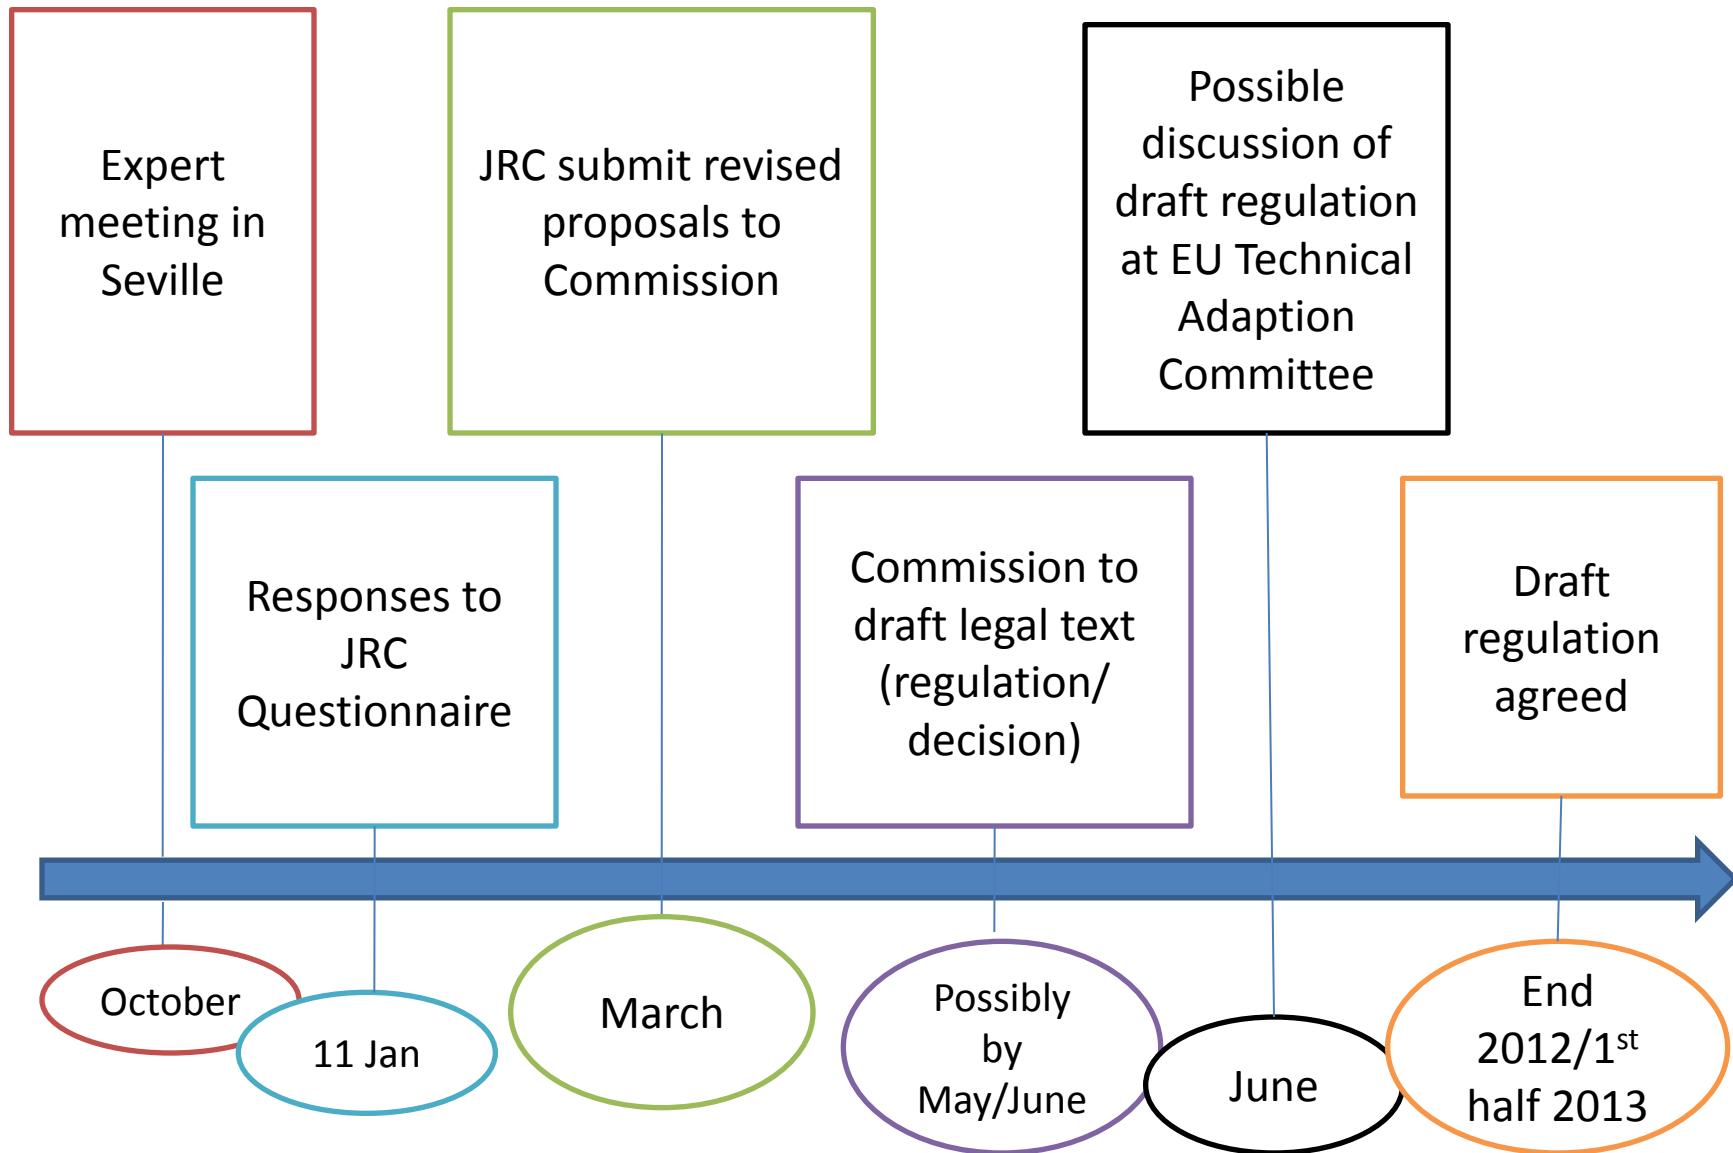 Expert
meeting in
Seville
JRC submit revised
proposals to
Commission
Possible
discussion of
draft regulation
at EU Technical
Adaption
Committee
Responses to
JRC
Questionnaire
Commission to
draft legal text
(regulation/
decision)
Draft
regulation
agreed
October
11 Jan
March
Possibly
by
May/June
June
End
2012/1st
half 2013